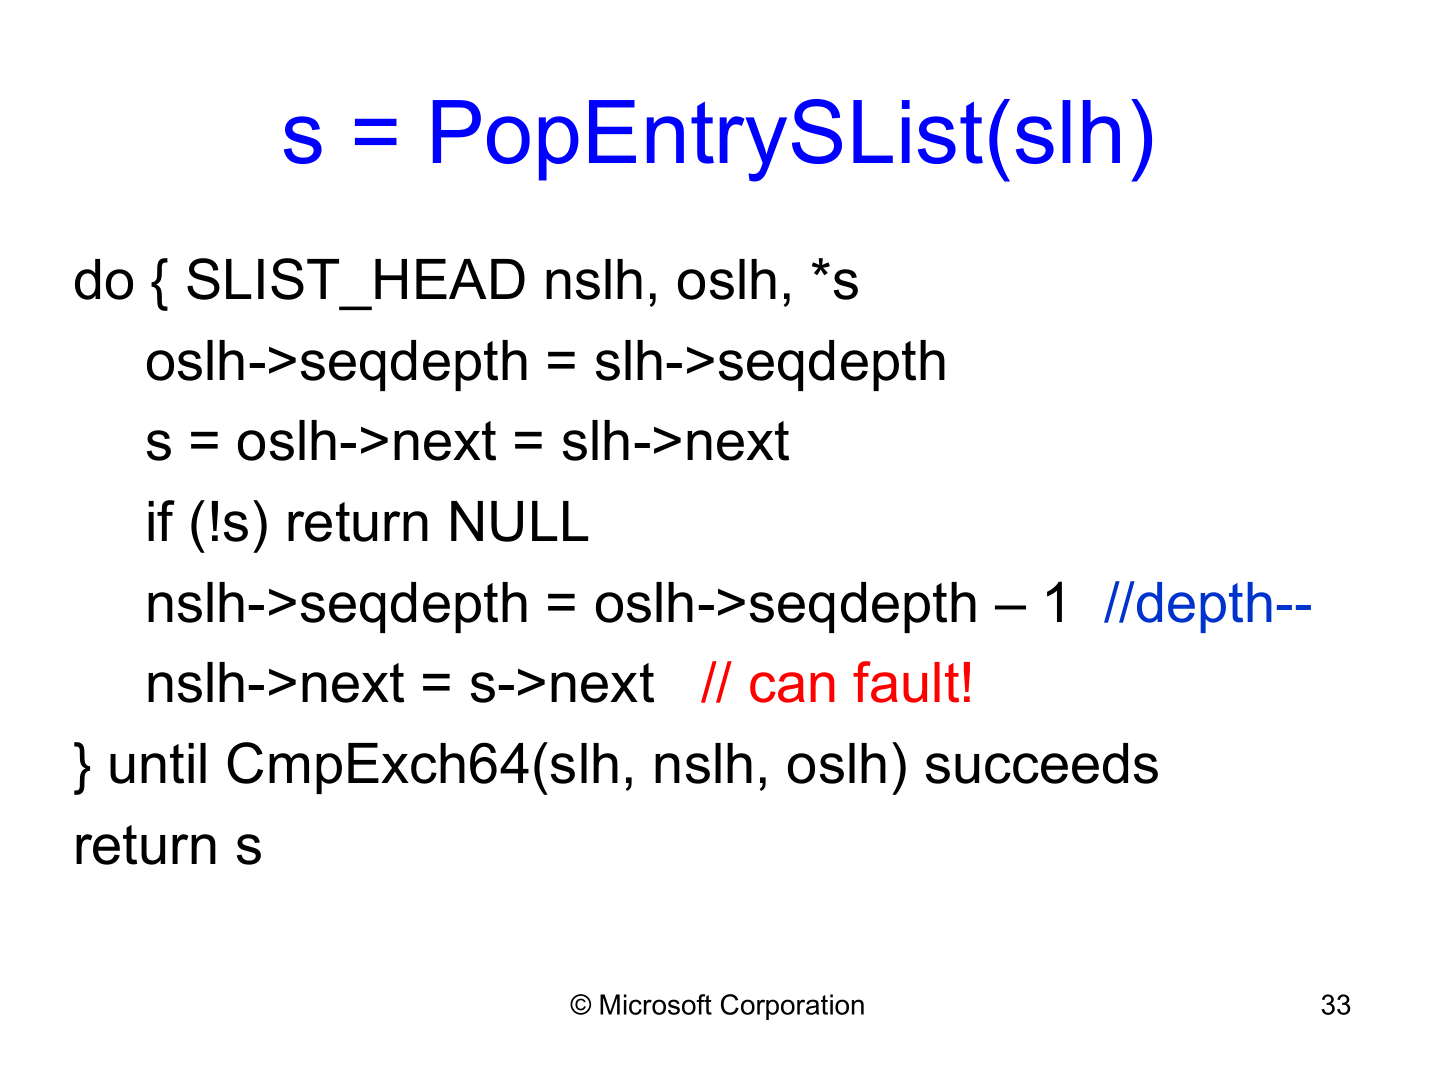 s = PopEntrySList(slh)
do { SLIST_HEAD nslh, oslh, *s
oslh->seqdepth = slh->seqdepth
s = oslh->next = slh->next
if (!s) return NULL
nslh->seqdepth = oslh->seqdepth – 1 //depth--
nslh->next = s->next // can fault!
} until CmpExch64(slh, nslh, oslh) succeeds
return s
© Microsoft Corporation
33